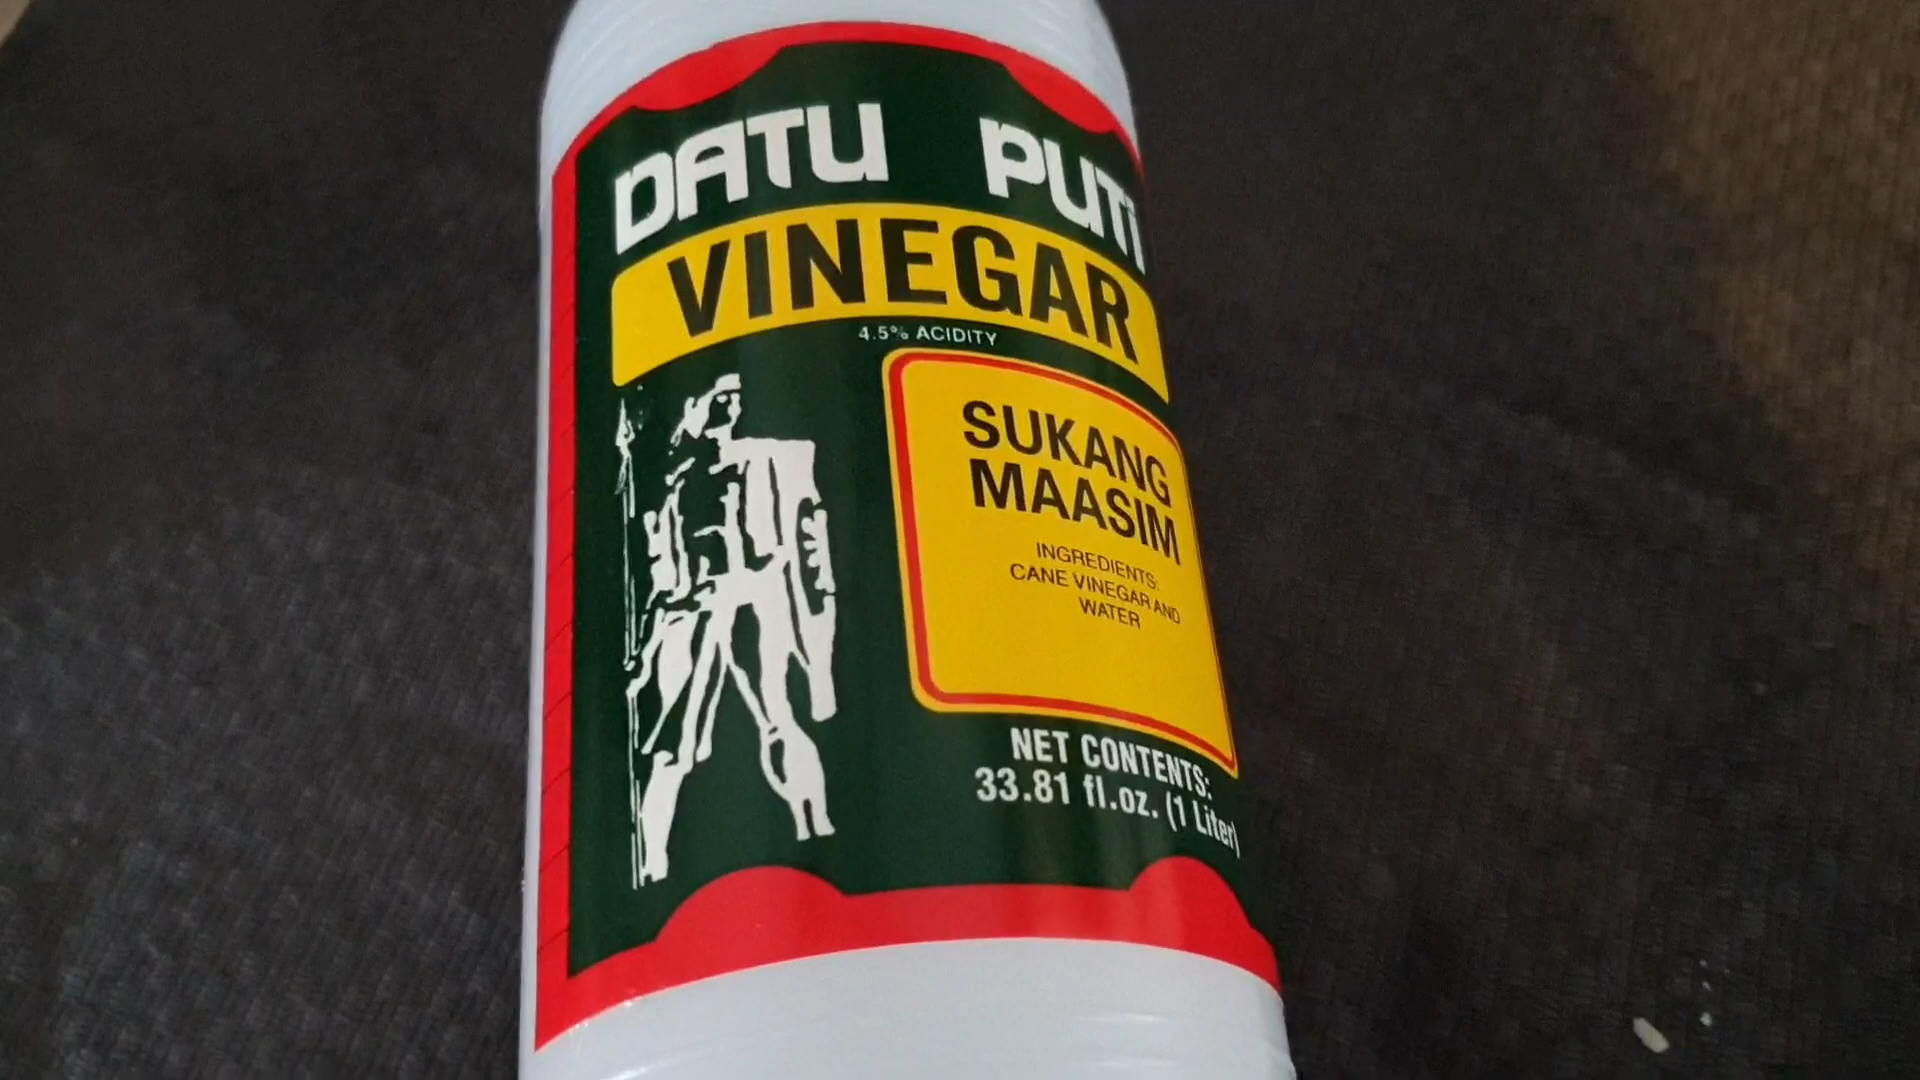 DATU PUTi
VINEGAR
4.5% ACIDITY
SUKANG
MAASIM
INGREDIENTS:
CANE VINEGAR AND
WATER
NET CONTENTS:
33.81 fl.oz. (1 Liter)